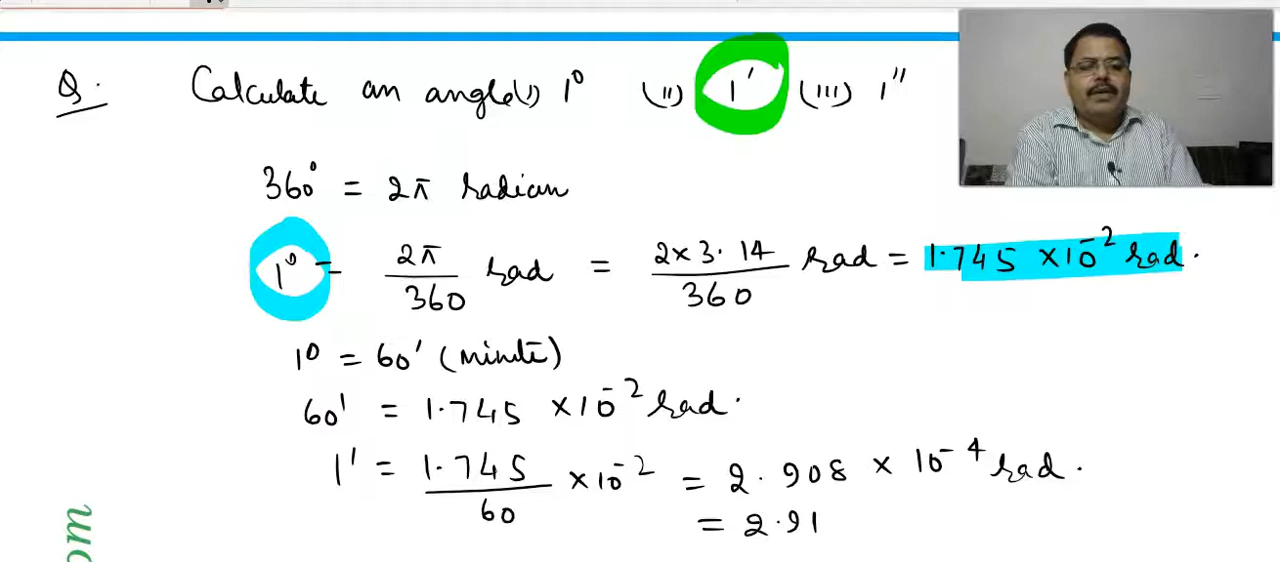 Q. Calculate an angle (i) 1° (ii) 1' (iii) 1"
360° = 2π radian
1° = 2π/360 rad = 2×3.14/360 rad = 1.745 ×10⁻² rad.
1° = 60' (minute)
60' = 1.745 ×10⁻² rad.
1' = 1.745/60 ×10⁻² = 2.908 × 10⁻⁴ rad.
= 2.91
om